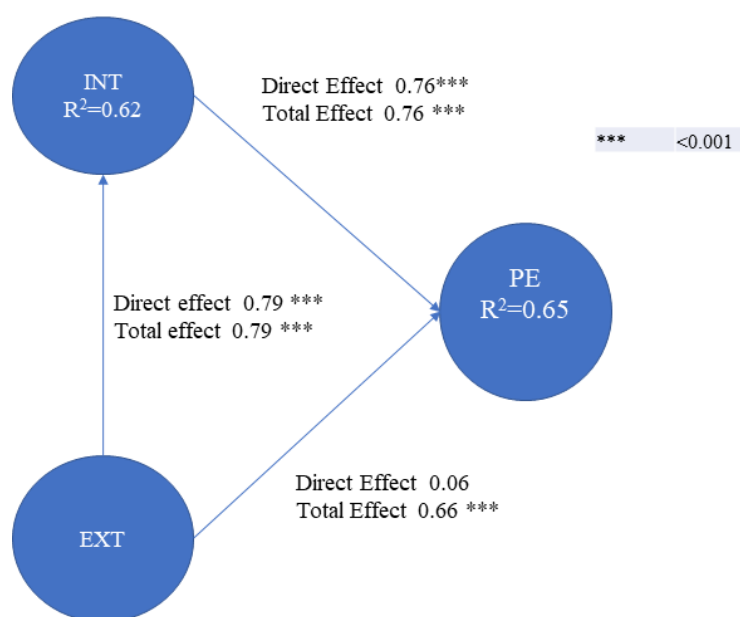 INT
R²=0.62
Direct Effect 0.76***
Total Effect 0.76 ***
*** <0.001
PE
R²=0.65
Direct effect 0.79 ***
Total effect 0.79 ***
Direct Effect 0.06
Total Effect 0.66 ***
EXT